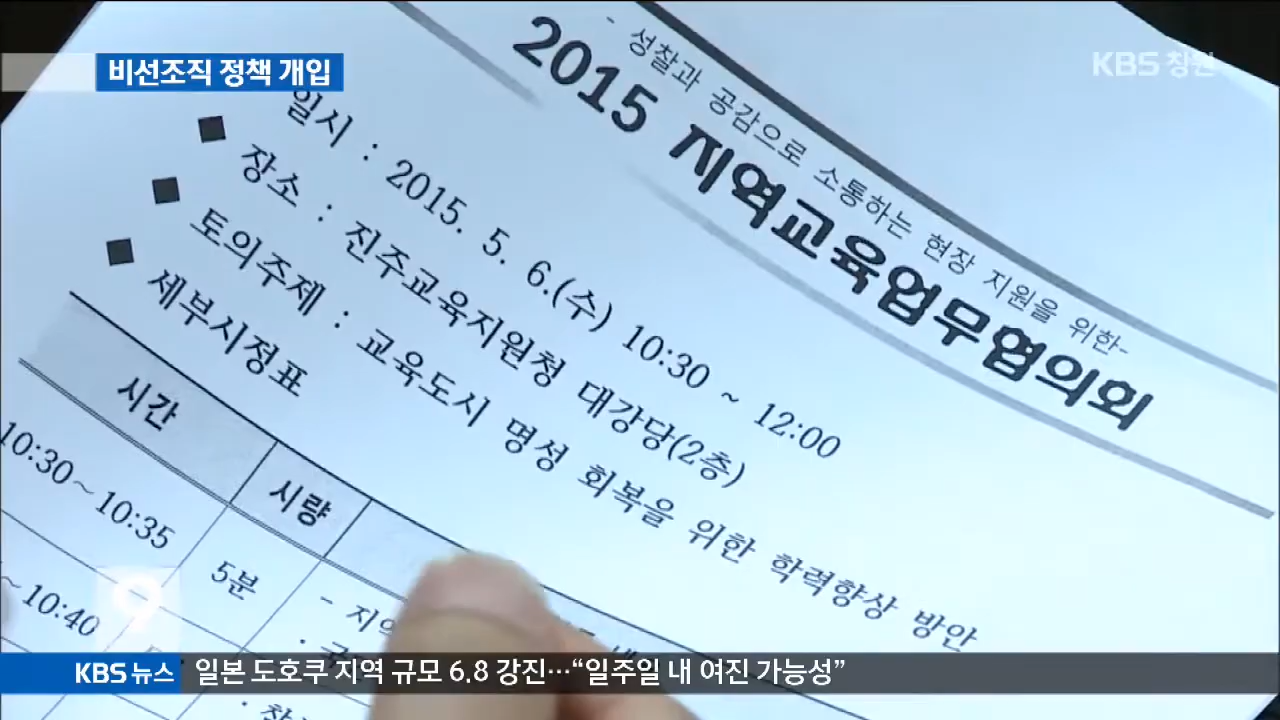 비선조직 정책 개입
KBS 창원
- 성찰과 공감으로 소통하는 현장 지원을 위한-
2015 지역교육업무협의회
일시 : 2015. 5. 6.(수) 10:30 ~ 12:00
■ 장소 : 진주교육지원청 대강당(2층)
■ 토의주제 : 교육도시 명성 회복을 위한 학력향상 방안
■ 세부시정표
시간 시량
10:30~10:35 5분 - 지역
~10:40
KBS 뉴스 일본 도호쿠 지역 규모 6.8 강진…“일주일 내 여진 가능성”